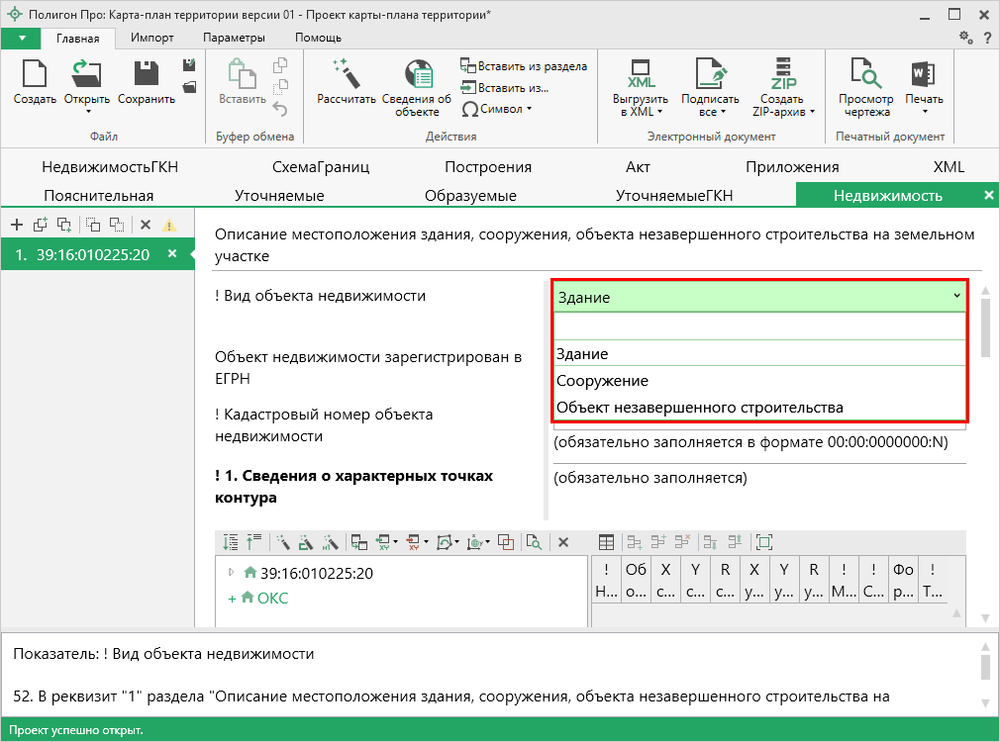 Полигон Про: Карта-план территории версии 01 - Проект карты-плана территории*
Главная Импорт Параметры Помощь
Создать Открыть Сохранить
Файл
Вставить
Буфер обмена
Рассчитать Сведения об объекте
Вставить из раздела
Вставить из...
Символ
Действия
Выгрузить в XML
Подписать все
ZIP
Создать ZIP-архив
Электронный документ
Просмотр чертежа
Печать
Печатный документ
НедвижимостьГКН СхемаГраниц Построения Акт Приложения XML
Пояснительная Уточняемые Образуемые УточняемыеГКН Недвижимость
1. 39:16:010225:20
Описание местоположения здания, сооружения, объекта незавершенного строительства на земельном
участке
! Вид объекта недвижимости
Здание
Здание
Сооружение
Объект незавершенного строительства
Объект недвижимости зарегистрирован в
ЕГРН
! Кадастровый номер объекта
недвижимости
(обязательно заполняется в формате 00:00:0000000:N)
! 1. Сведения о характерных точках
контура
(обязательно заполняется)
39:16:010225:20
+ ОКС
! Об X Y R X Y R ! ! Фо !
Н... о... с... с... с... у... у... у... М... С... р... Т...
Показатель: ! Вид объекта недвижимости
52. В реквизит "1" раздела "Описание местоположения здания, сооружения, объекта незавершенного строительства на
Проект успешно открыт.